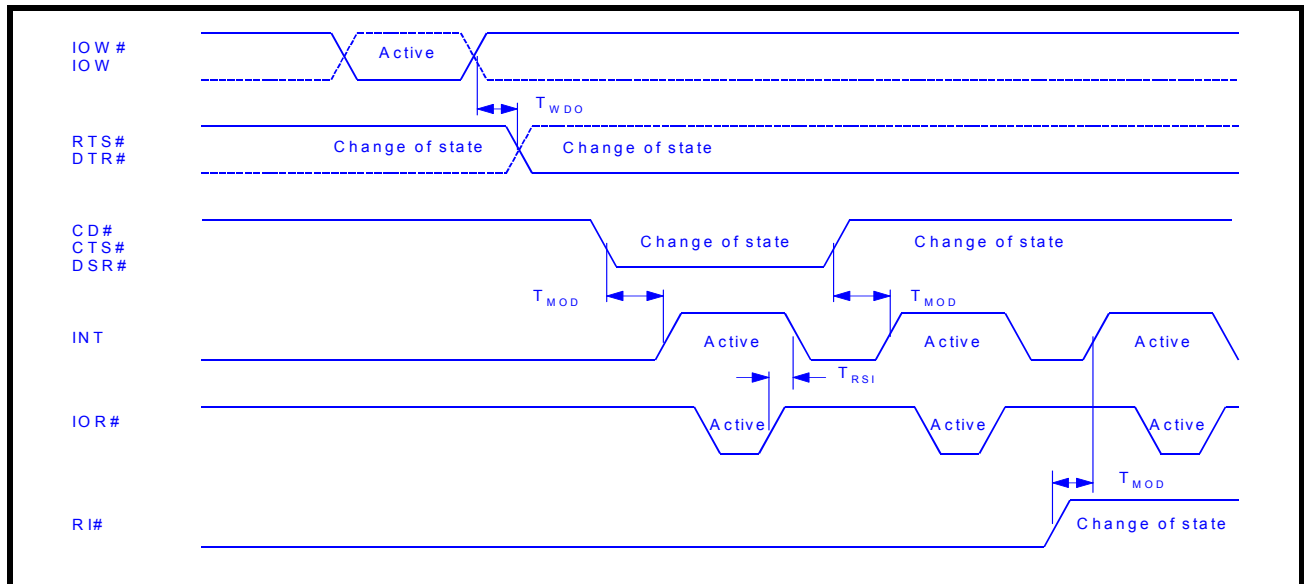 IOW#
IOW
Active
TWDO
RTS#
DTR#
Change of state
Change of state
CD#
CTS#
DSR#
Change of state
Change of state
TMOD
TMOD
INT
Active
Active
Active
TRSI
IOR#
Active
Active
Active
TMOD
RI#
Change of state